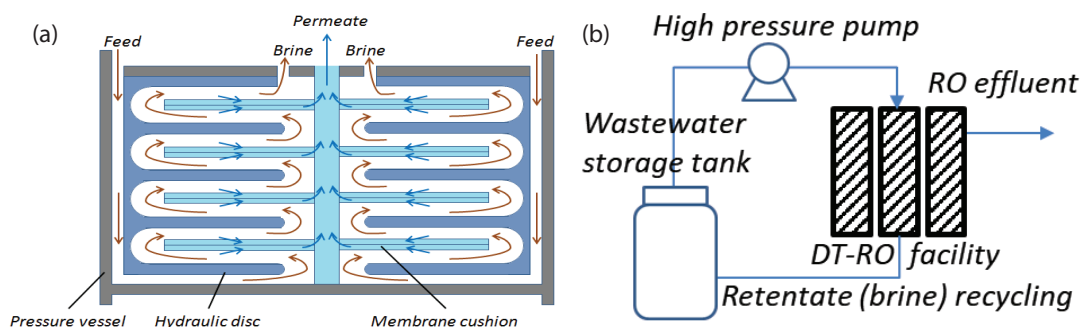 (a)
Permeate
Feed
Brine
Brine
Feed
Pressure vessel
Hydraulic disc
Membrane cushion
(b)
High pressure pump
RO effluent
Wastewater
storage tank
DT-RO facility
Retentate (brine) recycling